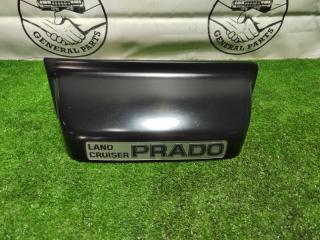 GENERAL PARTS
GENERAL PARTS
LAND
CRUISER PRADO